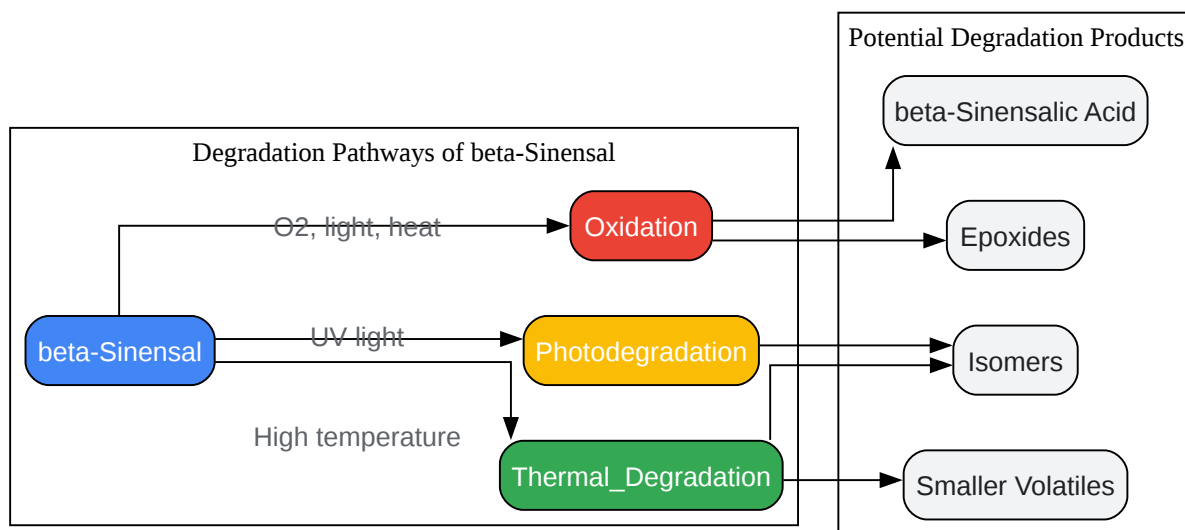 Potential Degradation Products
beta-Sinensalic Acid
Degradation Pathways of beta-Sinensal
O2, light, heat
Oxidation
Epoxides
beta-Sinensal
UV light
Photodegradation
Isomers
High temperature
Thermal_Degradation
Smaller Volatiles